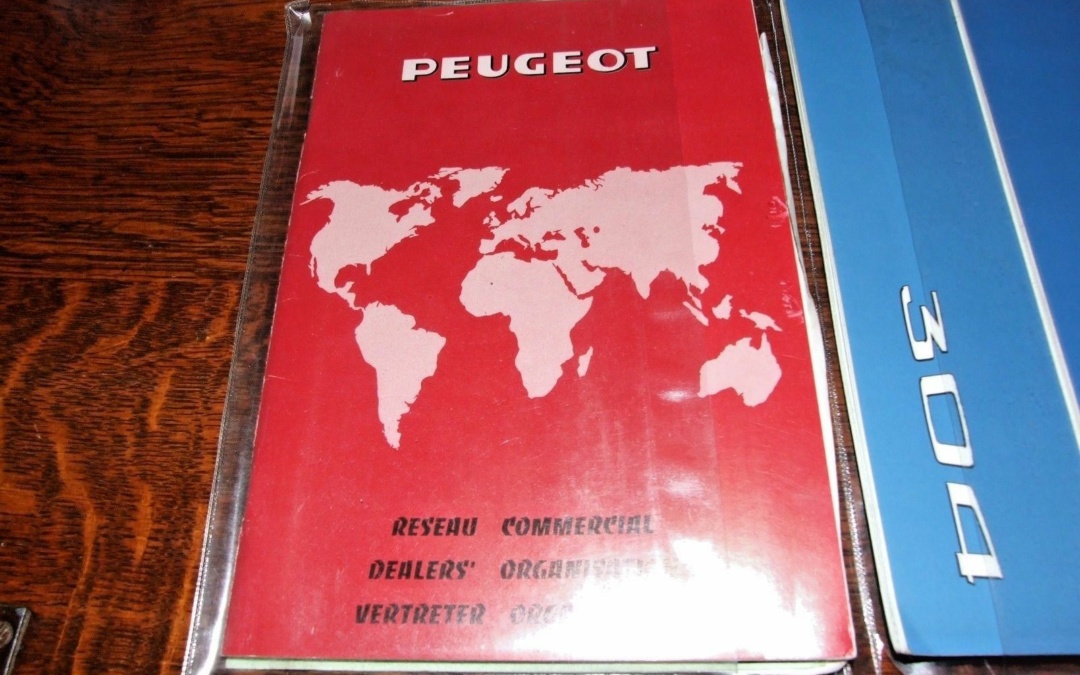 PEUGEOT
RESEAU COMMERCIAL
DEALERS'
VERTRETER
304